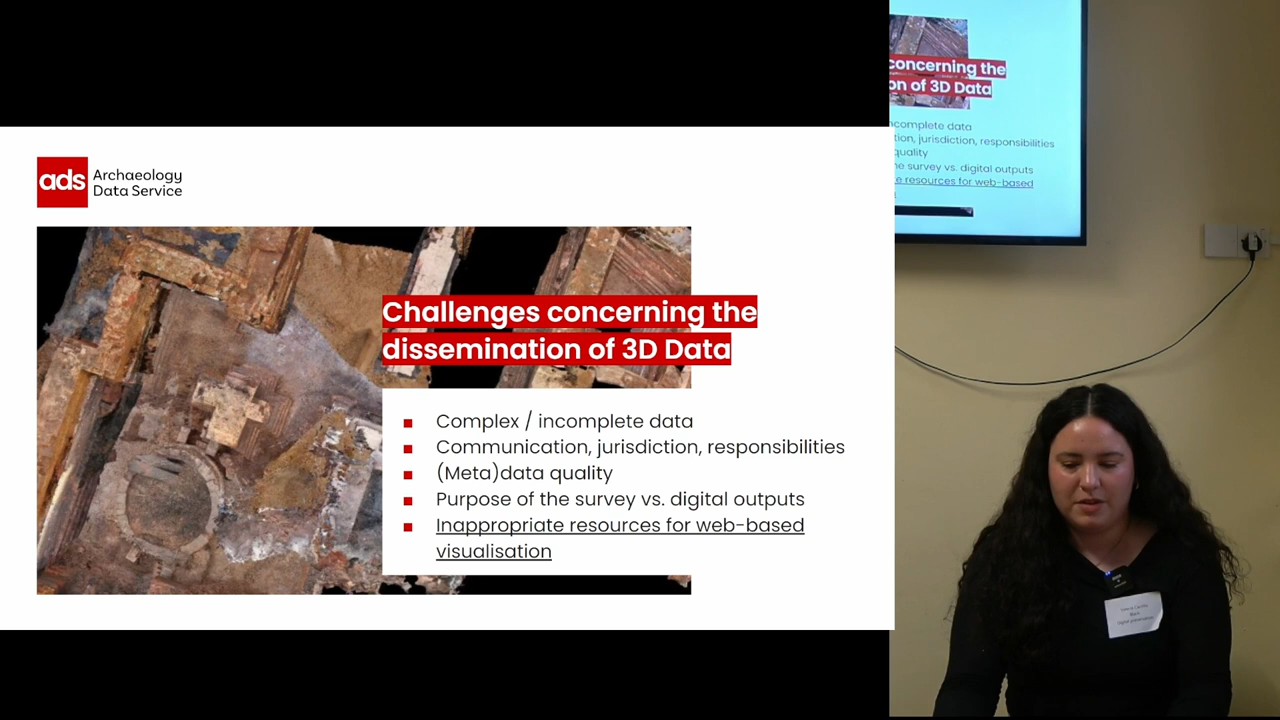 ads Archaeology
Data Service
Challenges concerning the
dissemination of 3D Data
Complex / incomplete data
Communication, jurisdiction, responsibilities
(Meta)data quality
Purpose of the survey vs. digital outputs
Inappropriate resources for web-based
visualisation
concerning the
on of 3D Data
ncomplete data
tion, jurisdiction, responsibilities
quality
e survey vs. digital outputs
e resources for web-based